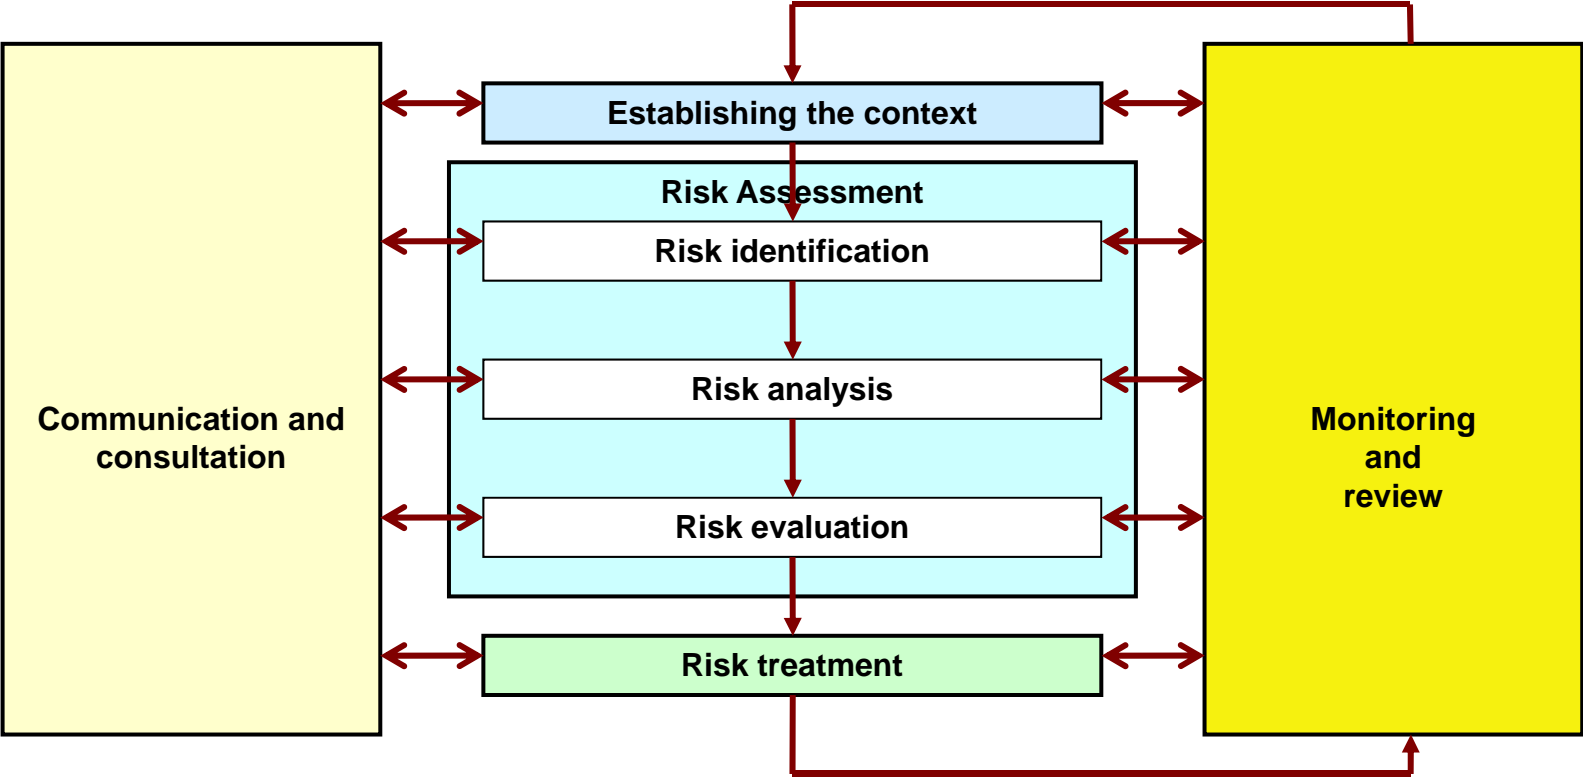 Establishing the context
Risk Assessment
Risk identification
Risk analysis
Risk evaluation
Risk treatment
Communication and
consultation
Monitoring
and
review